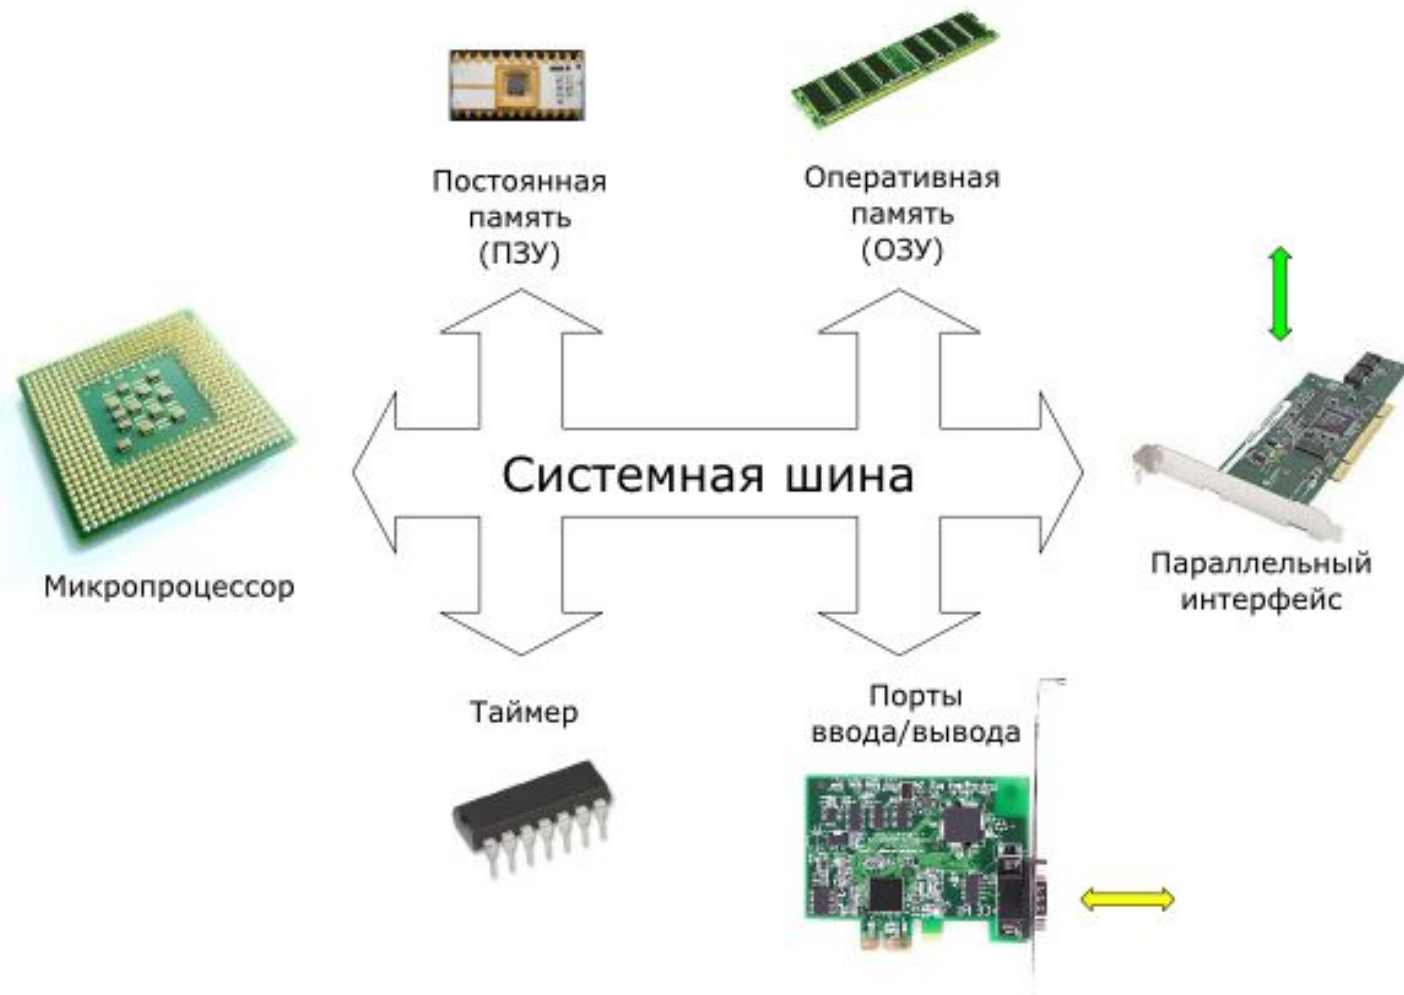 Постоянная
память
(ПЗУ)
Оперативная
память
(ОЗУ)
Системная шина
Микропроцессор
Параллельный
интерфейс
Таймер
Порты
ввода/вывода